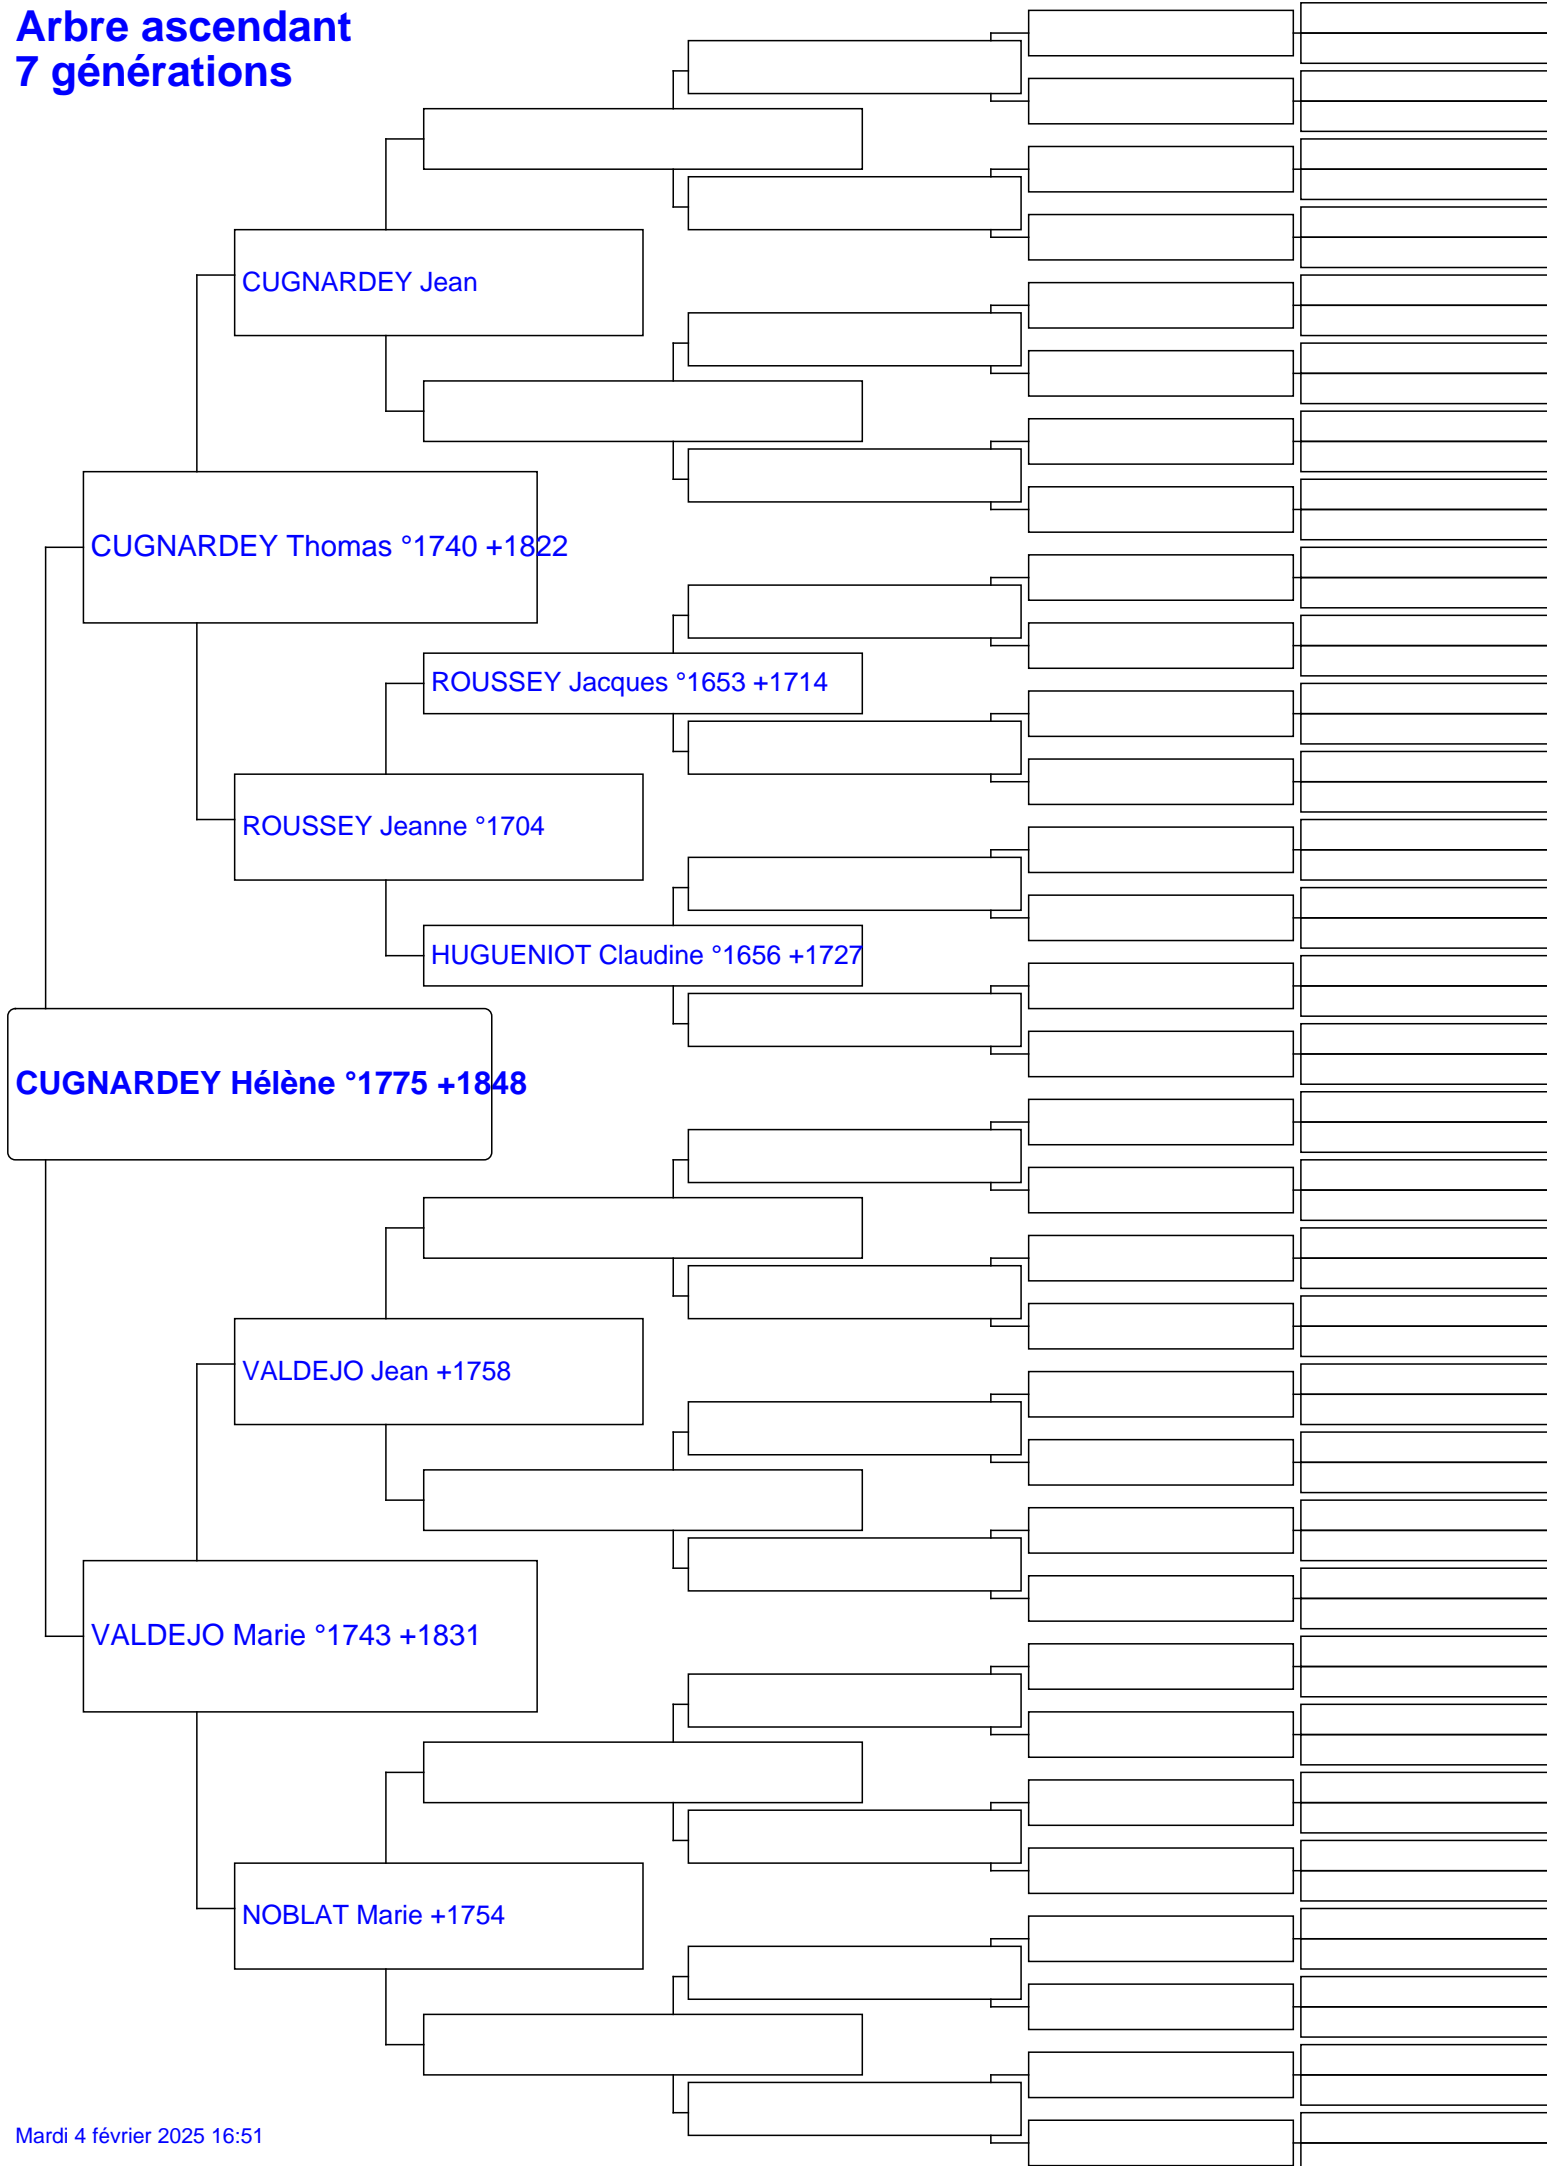 Arbre ascendant
7 générations
CUGNARDEY Jean
CUGNARDEY Thomas °1740 +1822
ROUSSEY Jacques °1653 +1714
ROUSSEY Jeanne °1704
HUGUENIOT Claudine °1656 +1727
CUGNARDEY Hélène °1775 +1848
VALDEJO Jean +1758
VALDEJO Marie °1743 +1831
NOBLAT Marie +1754
Mardi 4 février 2025 16:51